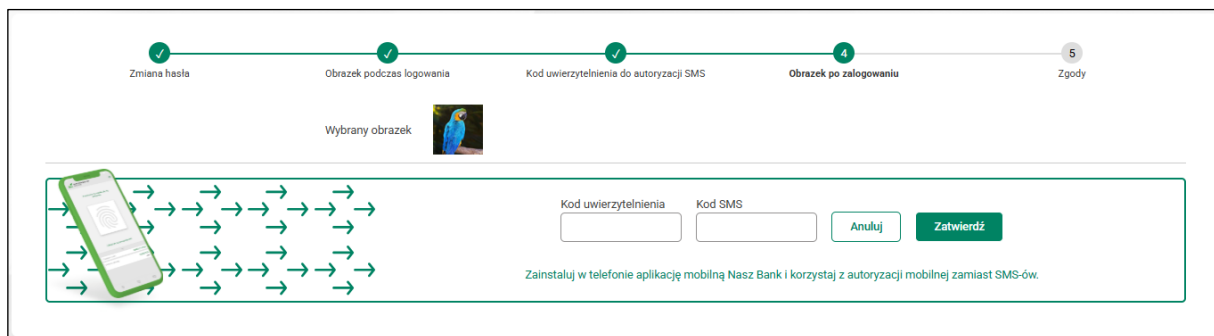 4
5
Zmiana hasła
Obrazek podczas logowania
Kod uwierzytelnienia do autoryzacji SMS
Obrazek po zalogowaniu
Zgody
Wybrany obrazek
Kod uwierzytelnienia
Kod SMS
Anuluj
Zatwierdź
Zainstaluj w telefonie aplikację mobilną Nasz Bank i korzystaj z autoryzacji mobilnej zamiast SMS-ów.